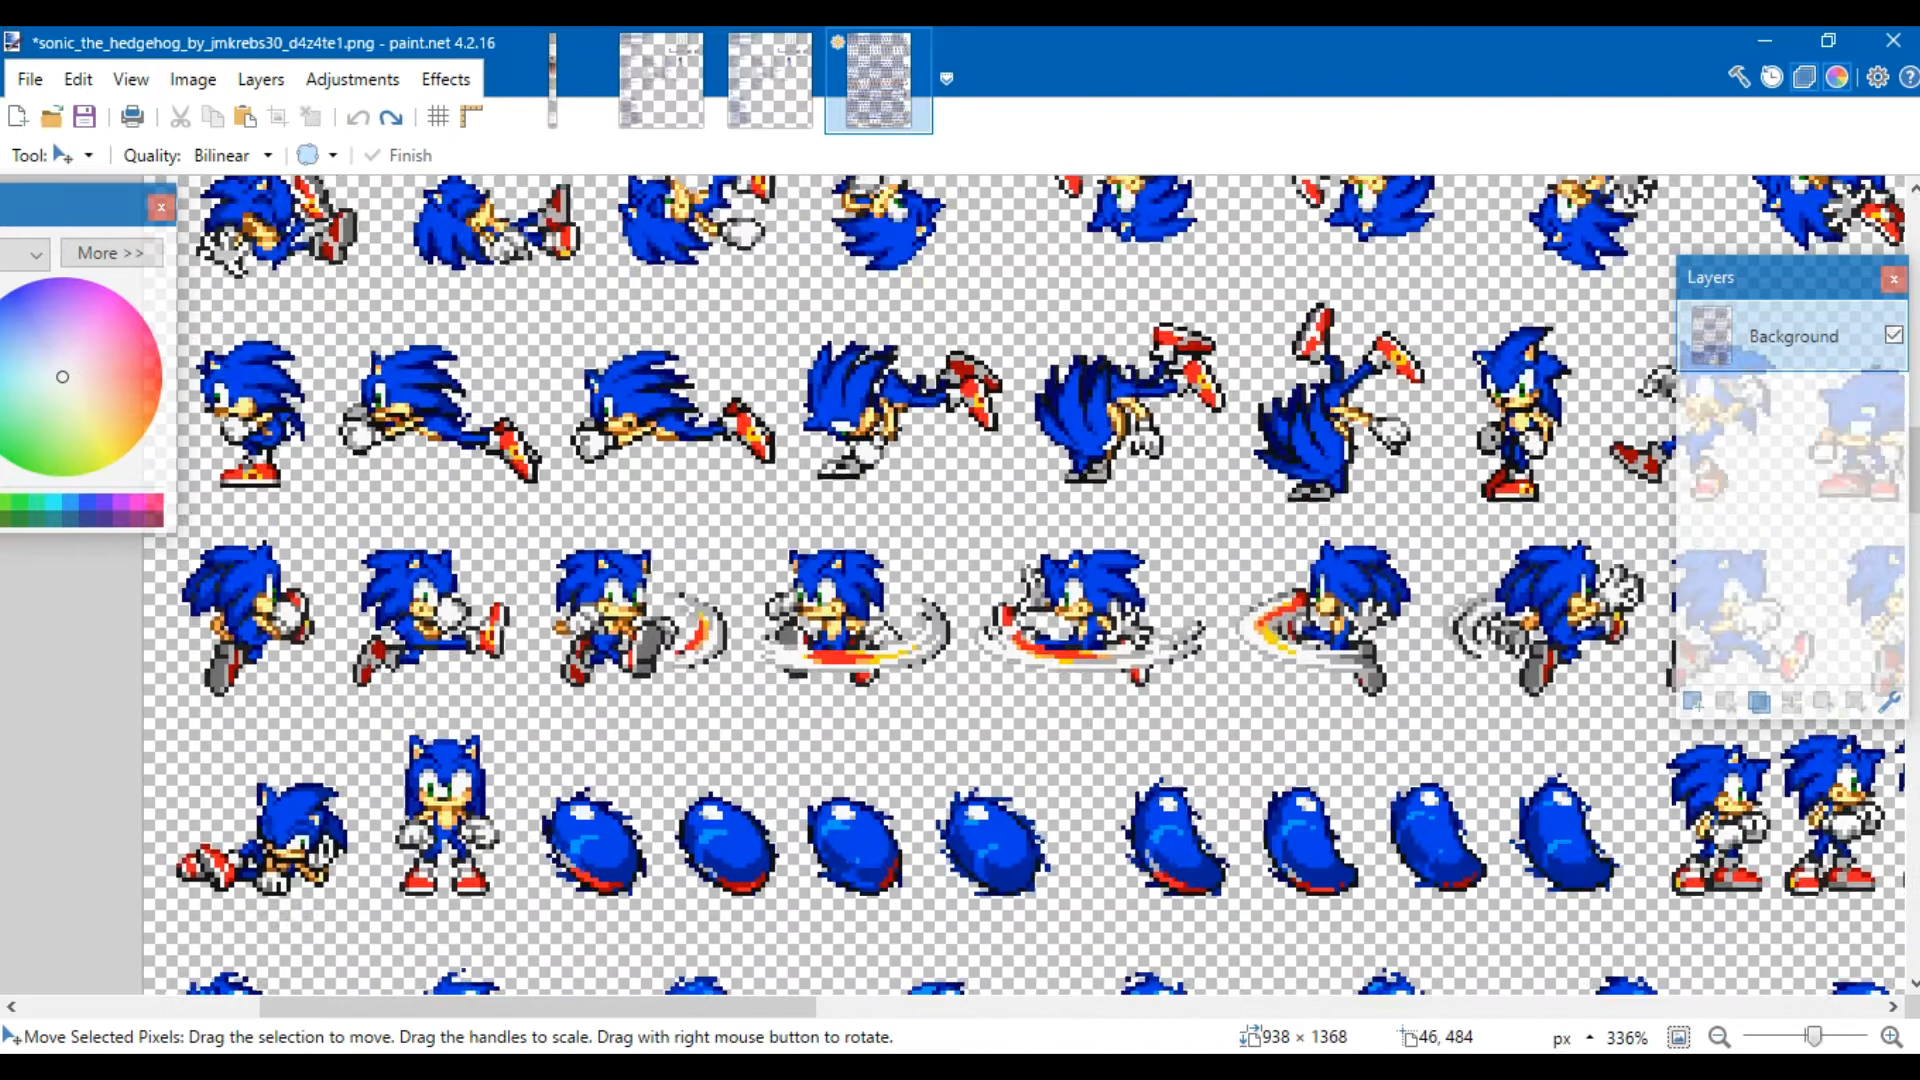 *sonic_the_hedgehog_by_jmkrebs30_d4z4te1.png - paint.net 4.2.16
File Edit View Image Layers Adjustments Effects
Tool: Quality: Bilinear Finish
More >>
Layers
Background
Move Selected Pixels: Drag the selection to move. Drag the handles to scale. Drag with right mouse button to rotate. 938 × 1368 46, 484 px 336%